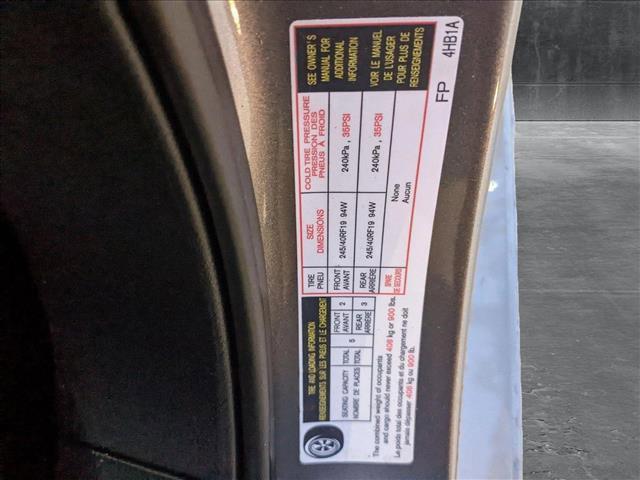 TIRE AND LOADING INFORMATION
RENSEIGNEMENTS SUR LES PNEUS ET LE CHARGEMENT
SEATING CAPACITY TOTAL 5 FRONT 2 REAR 3
NOMBRE DE PLACES TOTAL AVANT ARRIÈRE
The combined weight of occupants
and cargo should never exceed 408 kg or 900 lbs.
Le poids total des occupants et du chargement ne doit
jamais dépasser 408 kg ou 900 lb.
TIRE SIZE COLD TIRE PRESSURE
PNEU DIMENSIONS PRESSION DES
PNEUS À FROID
FRONT 245/40RF19 94W 240kPa , 35PSI
AVANT
REAR 245/40RF19 94W 240kPa , 35PSI
ARRIÈRE
SPARE None
DE SECOURS Aucun
SEE OWNER'S
MANUAL FOR
ADDITIONAL
INFORMATION
VOIR LE MANUEL
DE L'USAGER
POUR PLUS DE
RENSEIGNEMENTS
FP 4HB1A